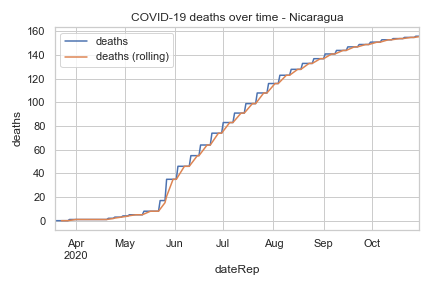 COVID-19 deaths over time - Nicaragua
deaths
deaths (rolling)
160
140
120
100
80
60
40
20
0
deaths
Apr May Jun Jul Aug Sep Oct
2020
dateRep